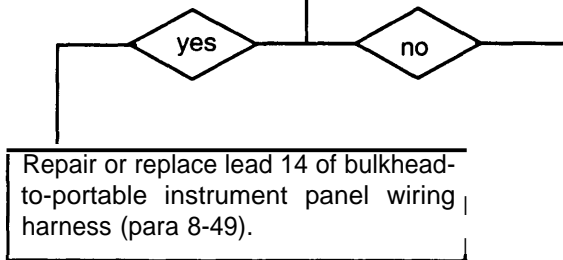 yes
no
Repair or replace lead 14 of bulkhead-
to-portable instrument panel wiring
harness (para 8-49).